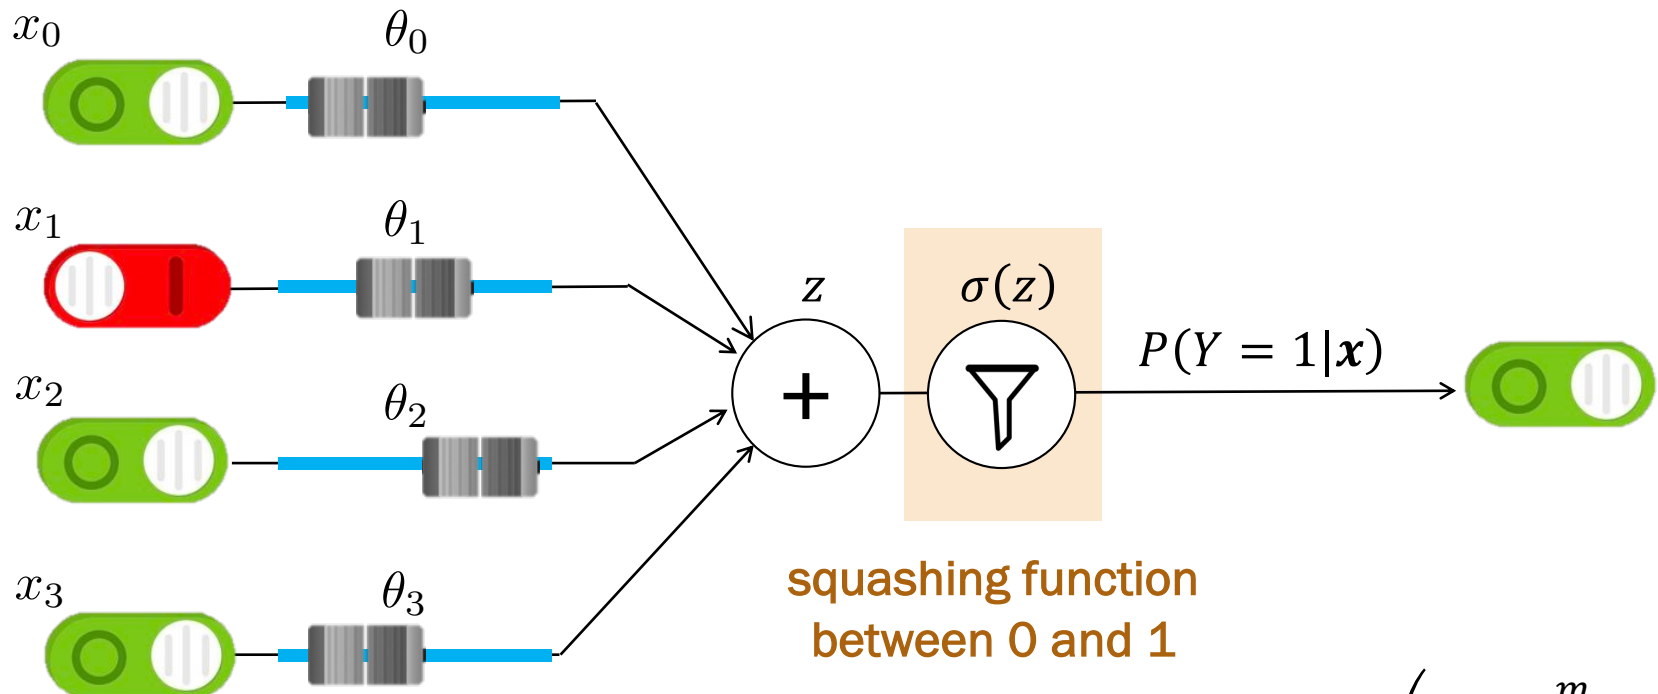 x₀
θ₀
x₁
θ₁
z
σ(z)
P(Y = 1|x)
x₂
θ₂
+
x₃
θ₃
squashing function
between 0 and 1
( m